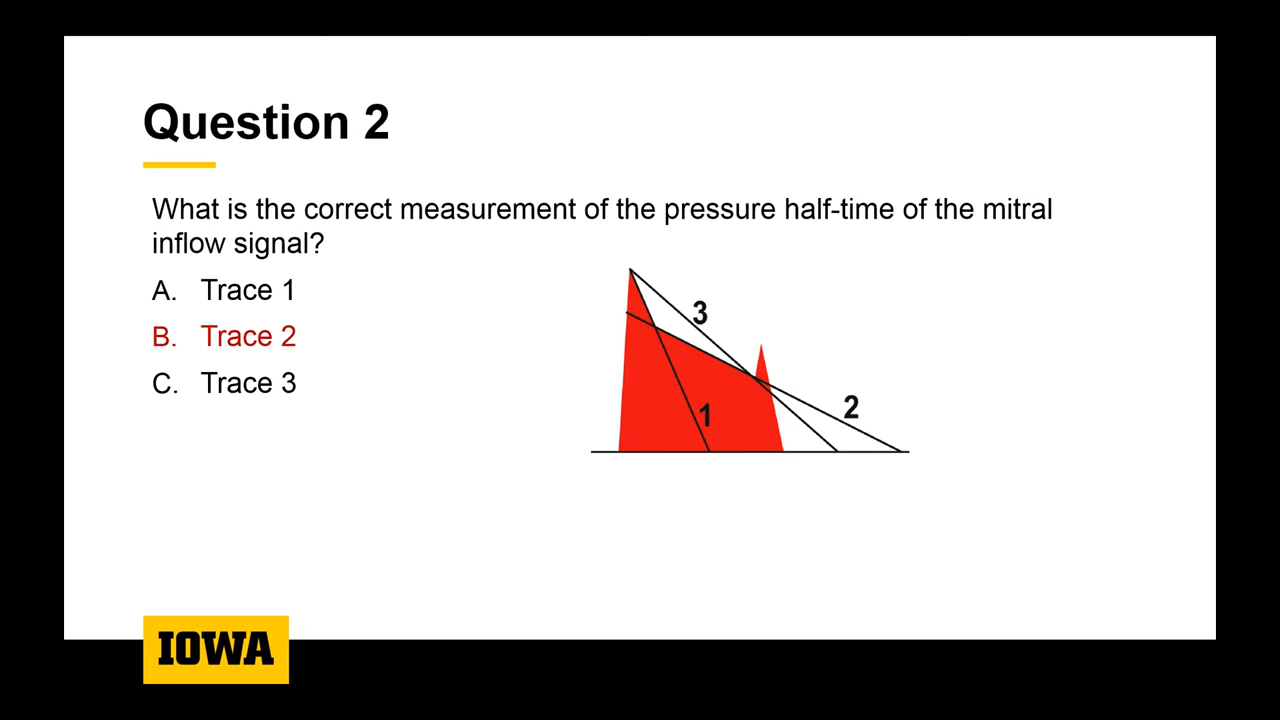 Question 2
What is the correct measurement of the pressure half-time of the mitral
inflow signal?
A. Trace 1
B. Trace 2
C. Trace 3
3
2
1
IOWA